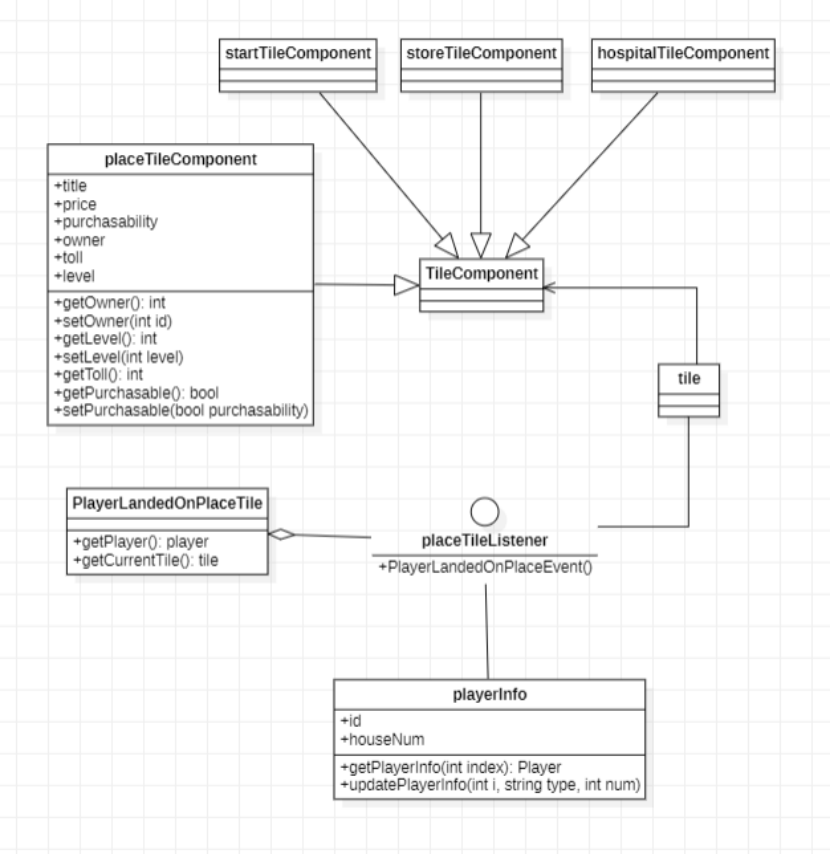 startTileComponent
storeTileComponent
hospitalTileComponent
placeTileComponent
+title
+price
+purchasability
+owner
+toll
+level
+getOwner(): int
+setOwner(int id)
+getLevel(): int
+setLevel(int level)
+getToll(): int
+getPurchasable(): bool
+setPurchasable(bool purchasability)
TileComponent
tile
PlayerLandedOnPlaceTile
+getPlayer(): player
+getCurrentTile(): tile
placeTileListener
+PlayerLandedOnPlaceEvent()
playerInfo
+id
+houseNum
+getPlayerInfo(int index): Player
+updatePlayerInfo(int i, string type, int num)